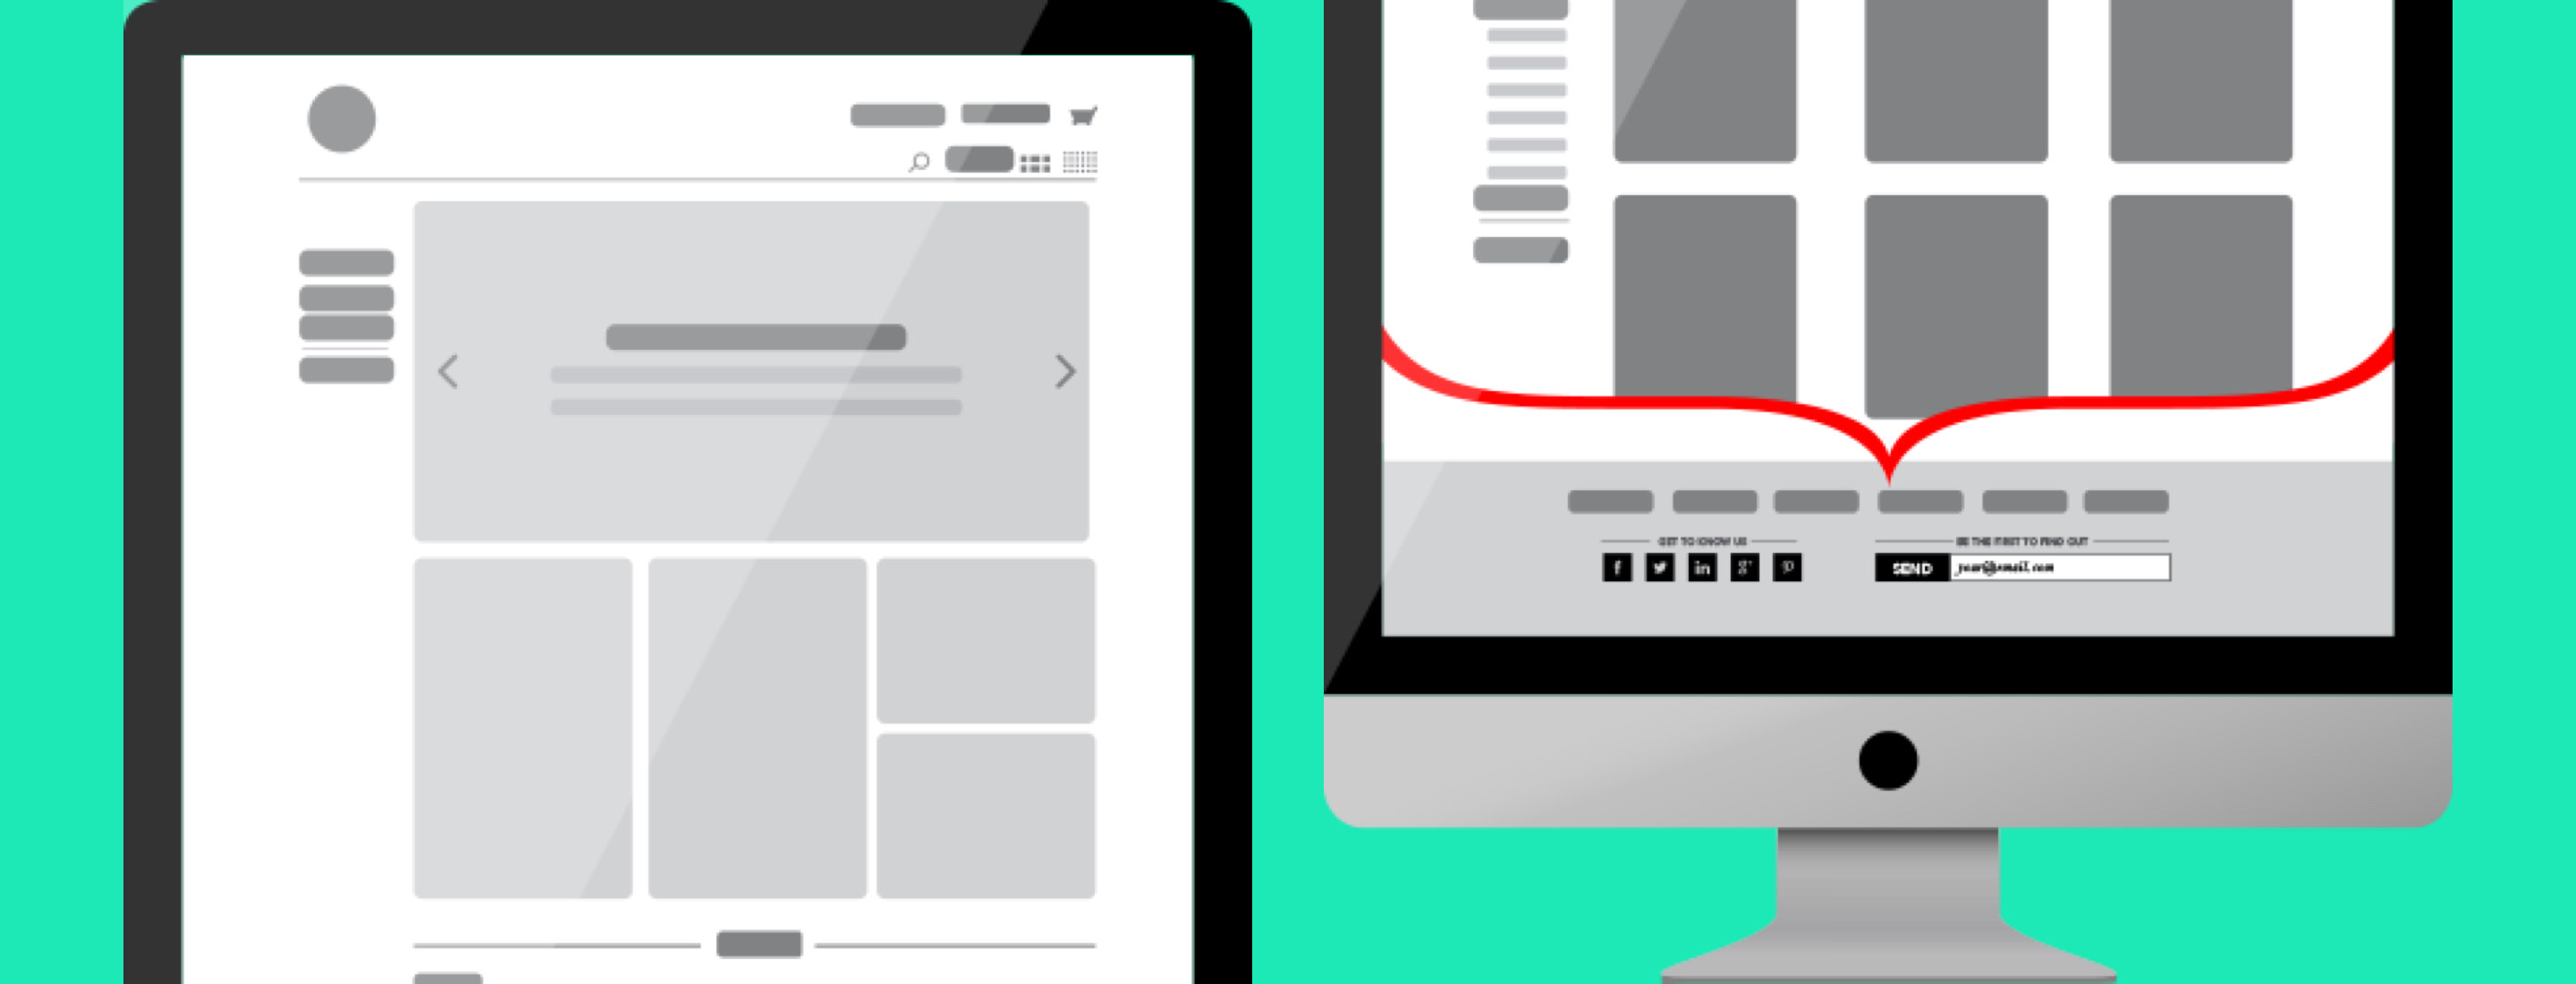 GET TO KNOW US
BE THE FIRST TO FIND OUT
f in g+ p
SEND your@email.com